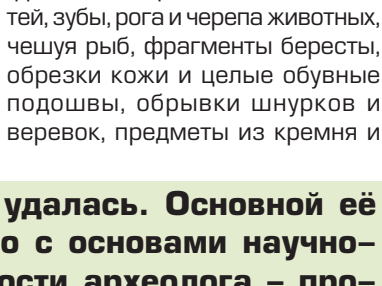 тей, зубы, рога и черепа животных,
чешуя рыб, фрагменты бересты,
обрезки кожи и целые обувные
подошвы, обрывки шнурков и
веревок, предметы из кремня и
удалась. Основной её
о с основами научно–
ости археолога – про–